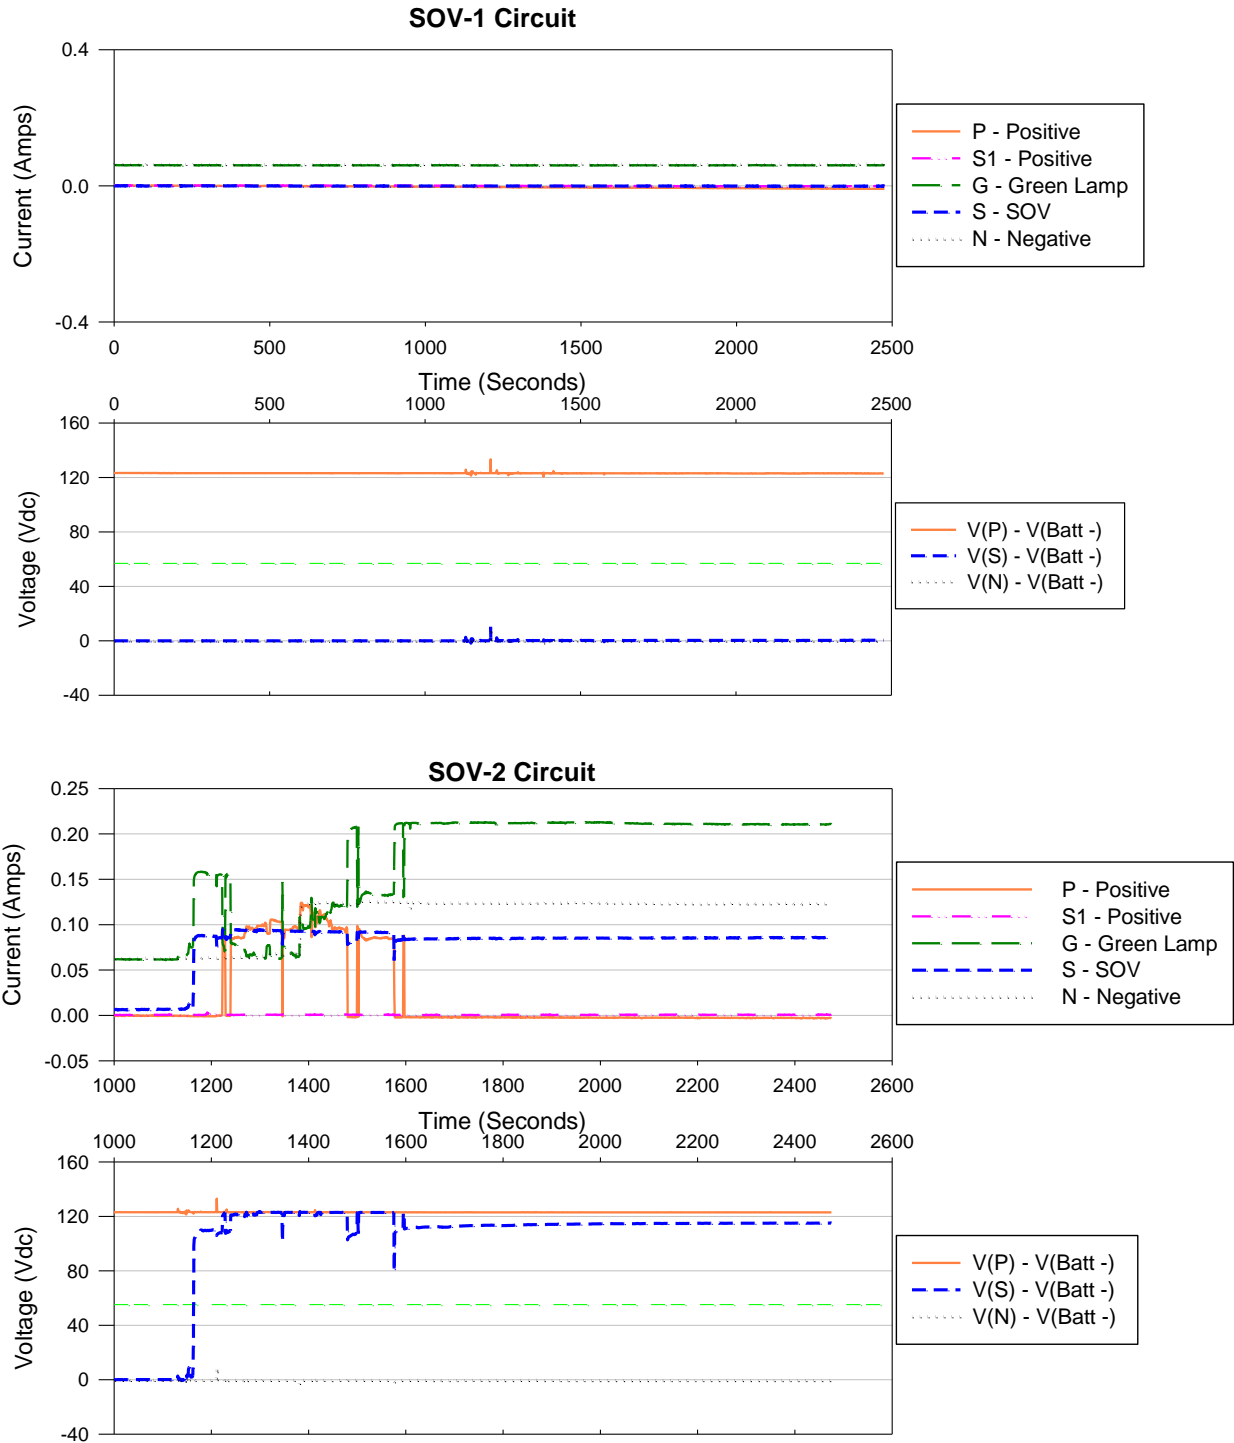 SOV-1 Circuit
0.4
0.0
-0.4
Current (Amps)
0 500 1000 1500 2000 2500
Time (Seconds)
P - Positive
S1 - Positive
G - Green Lamp
S - SOV
N - Negative
0 500 1000 1500 2000 2500
160
120
80
40
0
-40
Voltage (Vdc)
V(P) - V(Batt -)
V(S) - V(Batt -)
V(N) - V(Batt -)
SOV-2 Circuit
0.25
0.20
0.15
0.10
0.05
0.00
-0.05
Current (Amps)
1000 1200 1400 1600 1800 2000 2200 2400 2600
Time (Seconds)
P - Positive
S1 - Positive
G - Green Lamp
S - SOV
N - Negative
1000 1200 1400 1600 1800 2000 2200 2400 2600
160
120
80
40
0
-40
Voltage (Vdc)
V(P) - V(Batt -)
V(S) - V(Batt -)
V(N) - V(Batt -)